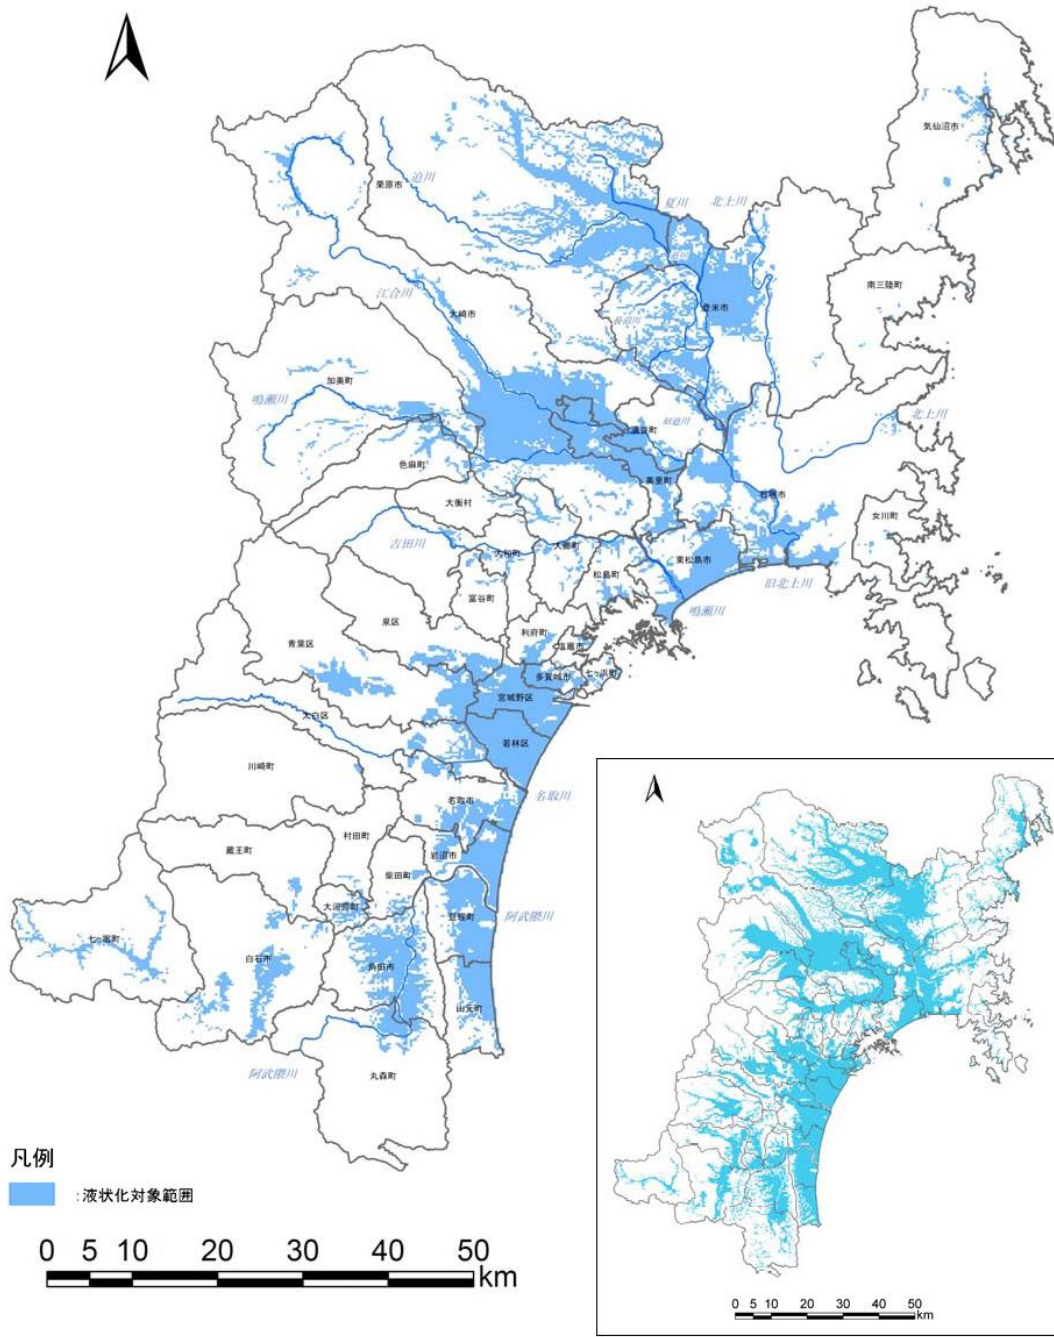 気仙沼市
栗原市
迫川
夏川
北上川
南三陸町
江合川
大崎市
登米市
長沼川
加美町
鳴瀬川
北上川
旧迫川
涌谷町
色麻町
美里町
石巻市
大衡村
女川町
吉田川
大和町
大郷町
松島町
東松島市
旧北上川
富谷町
鳴瀬川
泉区
利府町
青葉区
塩竈市
七ヶ浜町
多賀城市
宮城野区
太白区
若林区
川崎町
名取川
名取市
村田町
蔵王町
岩沼市
柴田町
大河原町
阿武隈川
亘理町
七ヶ宿町
白石市
角田市
山元町
阿武隈川
丸森町
凡例
:液状化対象範囲
0 5 10 20 30 40 50
km
0 5 10 20 30 40 50
km